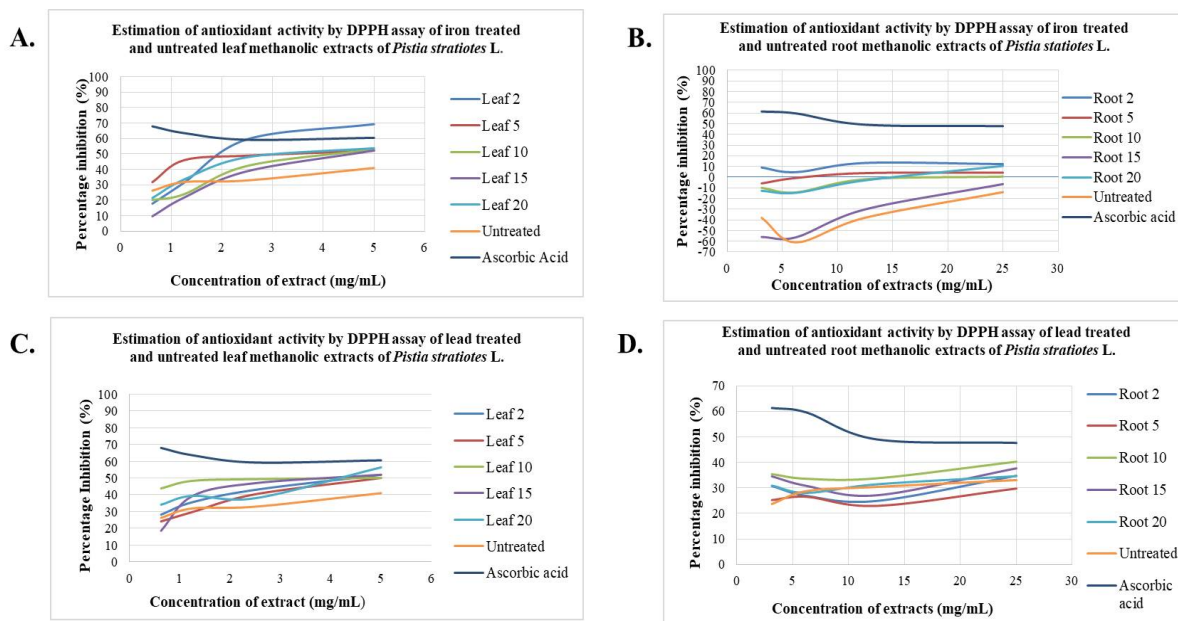 A.
Estimation of antioxidant activity by DPPH assay of iron treated
and untreated leaf methanolic extracts of Pistia stratiotes L.
Percentage inhibition (%)
100
90
80
70
60
50
40
30
20
10
0
0 1 2 3 4 5 6
Concentration of extract (mg/mL)
Leaf 2
Leaf 5
Leaf 10
Leaf 15
Leaf 20
Untreated
Ascorbic Acid
B.
Estimation of antioxidant activity by DPPH assay of iron treated
and untreated root methanolic extracts of Pistia statiotes L.
Percentage inhibition (%)
100
90
80
70
60
50
40
30
20
10
0
-10
-20
-30
-40
-50
-60
-70
0 5 10 15 20 25 30
Concentration of extracts (mg/mL)
Root 2
Root 5
Root 10
Root 15
Root 20
Untreated
Ascorbic acid
C.
Estimation of antioxidant activity by DPPH assay of lead treated
and untreated leaf methanolic extracts of Pistia stratiotes L.
Percentage Inhibition (%)
100
90
80
70
60
50
40
30
20
10
0
0 1 2 3 4 5 6
Concentration of extract (mg/mL)
Leaf 2
Leaf 5
Leaf 10
Leaf 15
Leaf 20
Untreated
Ascorbic acid
D.
Estimation of antioxidant activity by DPPH assay of lead treated
and untreated root methanolic extracts of Pistia stratiotes L.
Percentage inhibition (%)
70
60
50
40
30
20
10
0
0 5 10 15 20 25 30
Concentration of extracts (mg/mL)
Root 2
Root 5
Root 10
Root 15
Root 20
Untreated
Ascorbic
acid